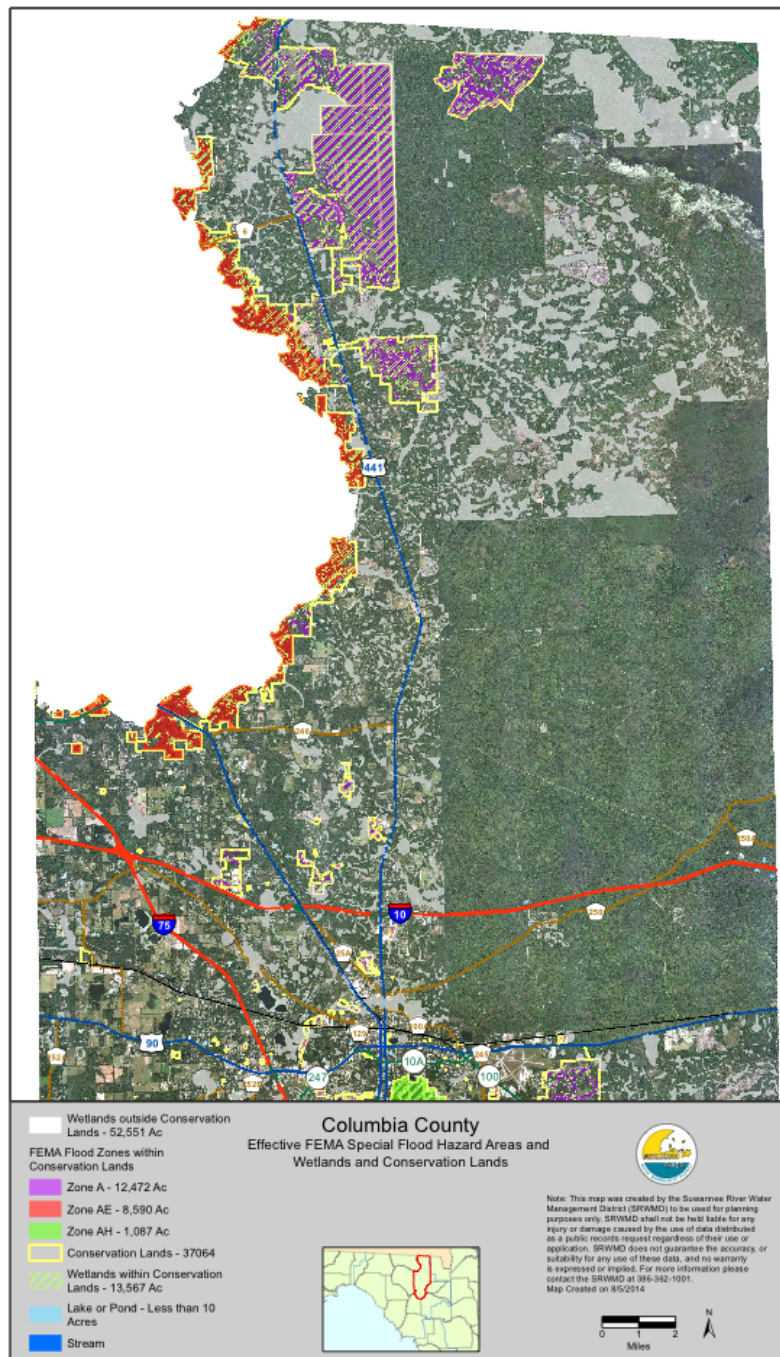 6
441
246
250A
250
10
75
25A
90
100A
245
252A
252B
247
10A
100
Wetlands outside Conservation
Lands - 52,551 Ac
FEMA Flood Zones within
Conservation Lands
Zone A - 12,472 Ac
Zone AE - 8,590 Ac
Zone AH - 1,087 Ac
Conservation Lands - 37064
Wetlands within Conservation
Lands - 13,567 Ac
Lake or Pond - Less than 10
Acres
Stream
Columbia County
Effective FEMA Special Flood Hazard Areas and
Wetlands and Conservation Lands
Note: This map was created by the Suwannee River Water
Management District (SRWMD) to be used for planning
purposes only. SRWMD shall not be held liable for any
injury or damage caused by the use of data distributed
as a public records request regardless of their use or
application. SRWMD does not guarantee the accuracy, or
suitability for any use of these data, and no warranty
is expressed or implied. For more information please
contact the SRWMD at 386-362-1001.
Map Created on 8/5/2014
N
0 1 2
Miles